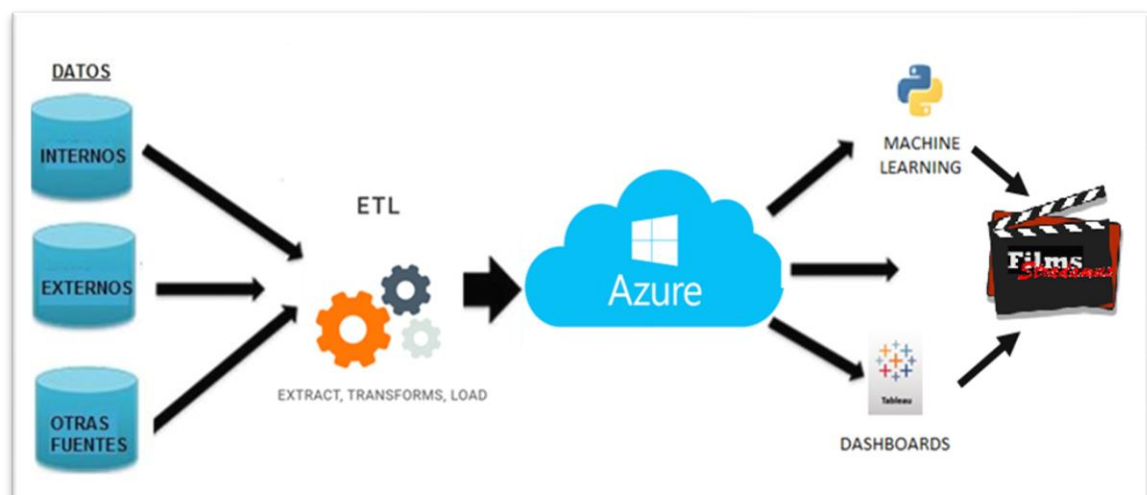 DATOS
INTERNOS
EXTERNOS
OTRAS
FUENTES
ETL
EXTRACT, TRANSFORMS, LOAD
Azure
MACHINE
LEARNING
Tableau
DASHBOARDS
Films